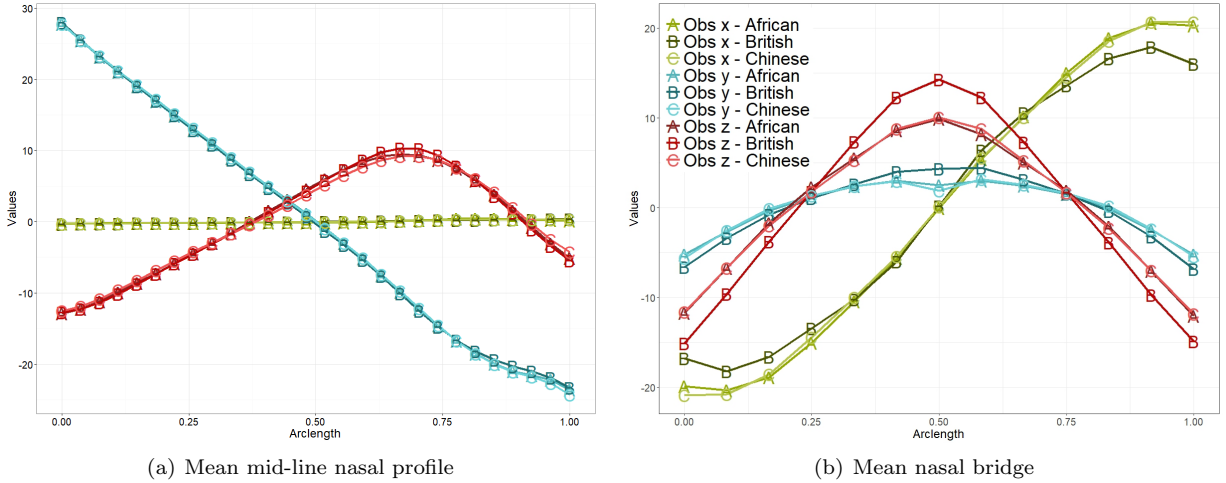 30
20
10
0
-10
-20
Values
0.00 0.25 0.50 0.75 1.00
Arclength
(a) Mean mid-line nasal profile
20
10
0
-10
-20
Values
Obs x - African
Obs x - British
Obs x - Chinese
Obs y - African
Obs y - British
Obs y - Chinese
Obs z - African
Obs z - British
Obs z - Chinese
0.00 0.25 0.50 0.75 1.00
Arclength
(b) Mean nasal bridge